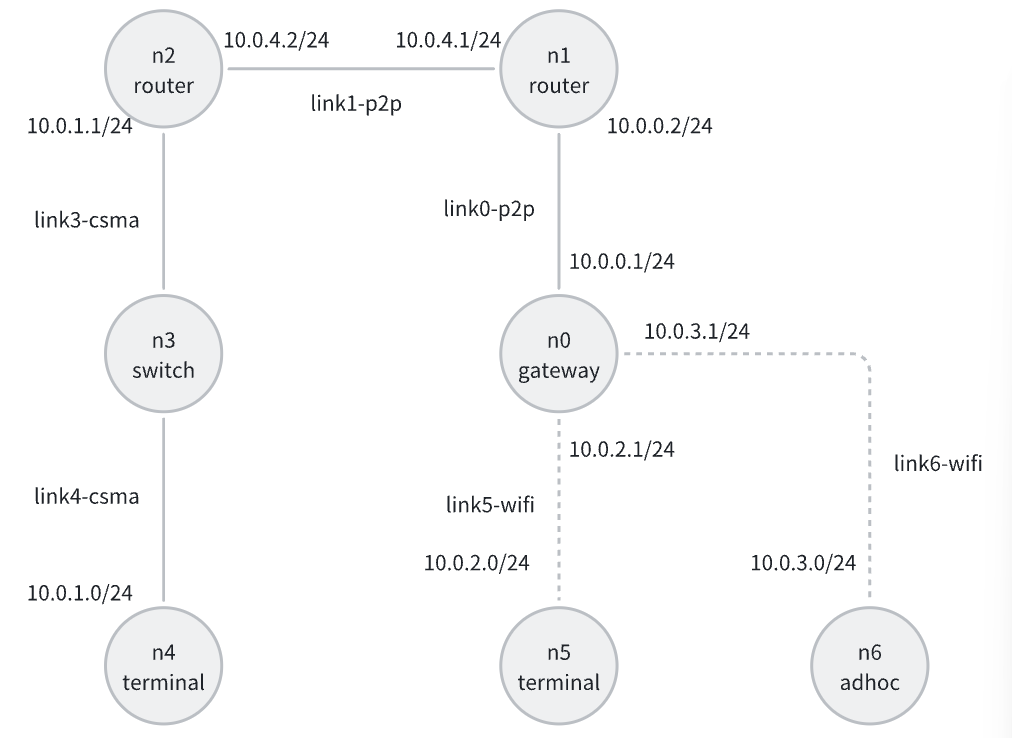 n2
router
10.0.4.2/24
10.0.4.1/24
n1
router
link1-p2p
10.0.1.1/24
10.0.0.2/24
link3-csma
link0-p2p
10.0.0.1/24
n3
switch
n0
gateway
10.0.3.1/24
10.0.2.1/24
link4-csma
link5-wifi
link6-wifi
10.0.1.0/24
10.0.2.0/24
10.0.3.0/24
n4
terminal
n5
terminal
n6
adhoc